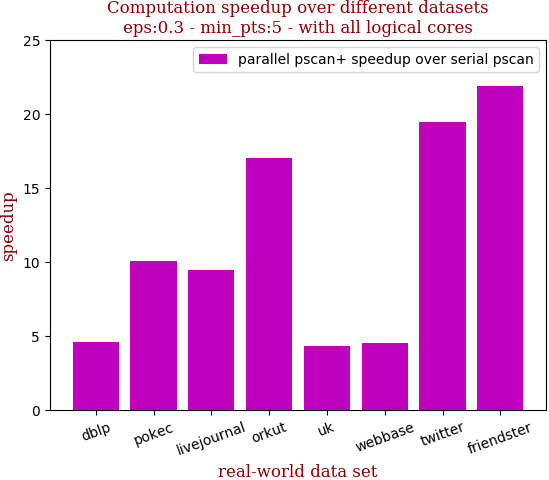 Computation speedup over different datasets
eps:0.3 - min_pts:5 - with all logical cores
parallel pscan+ speedup over serial pscan
speedup
25
20
15
10
5
0
dblp
pokec
livejournal
orkut
uk
webbase
twitter
friendster
real-world data set